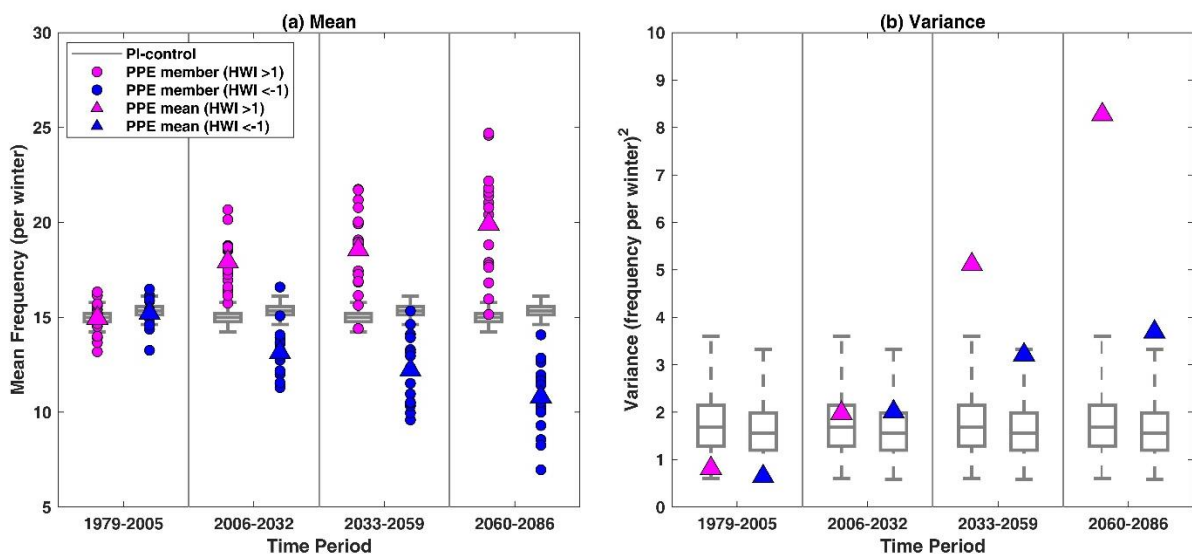 (a) Mean
30
25
20
15
10
5
Mean Frequency (per winter)
PI-control
PPE member (HWI >1)
PPE member (HWI <-1)
PPE mean (HWI >1)
PPE mean (HWI <-1)
1979-2005
2006-2032
2033-2059
2060-2086
Time Period
(b) Variance
10
9
8
7
6
5
4
3
2
1
0
Variance (frequency per winter)²
1979-2005
2006-2032
2033-2059
2060-2086
Time Period